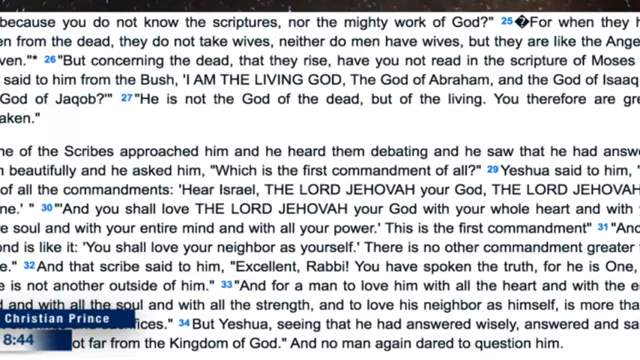 because you do not know the scriptures, nor the mighty work of God?" 25 �For when they h
en from the dead, they do not take wives, neither do men have wives, but they are like the Ange
ven."* 26 "But concerning the dead, that they rise, have you not read in the scripture of Moses
said to him from the Bush, 'I AM THE LIVING GOD, The God of Abraham, and the God of Isaaq
God of Jaqob?'" 27 "He is not the God of the dead, but of the living. You therefore are gre
aken."
ne of the Scribes approached him and he heard them debating and he saw that he had answe
n beautifully and he asked him, "Which is the first commandment of all?" 29 Yeshua said to him, "
of all the commandments: 'Hear Israel, THE LORD JEHOVAH your God, THE LORD JEHOVAH
ne.' " 30 "'And you shall love THE LORD JEHOVAH your God with your whole heart and with y
re soul and with your entire mind and with all your power.' This is the first commandment" 31 "And
ond is like it: 'You shall love your neighbor as yourself.' There is no other commandment greater
e." 32 And that scribe said to him, "Excellent, Rabbi! You have spoken the truth, for he is One,
e is not another outside of him." 33 "And for a man to love him with all the heart and with the e
d and with all the soul and with all the strength, and to love his neighbor as himself, is more tha
." 34 But Yeshua, seeing that he had answered wisely, answered and sa
ot far from the Kingdom of God." And no man again dared to question him.
Christian Prince
8:44